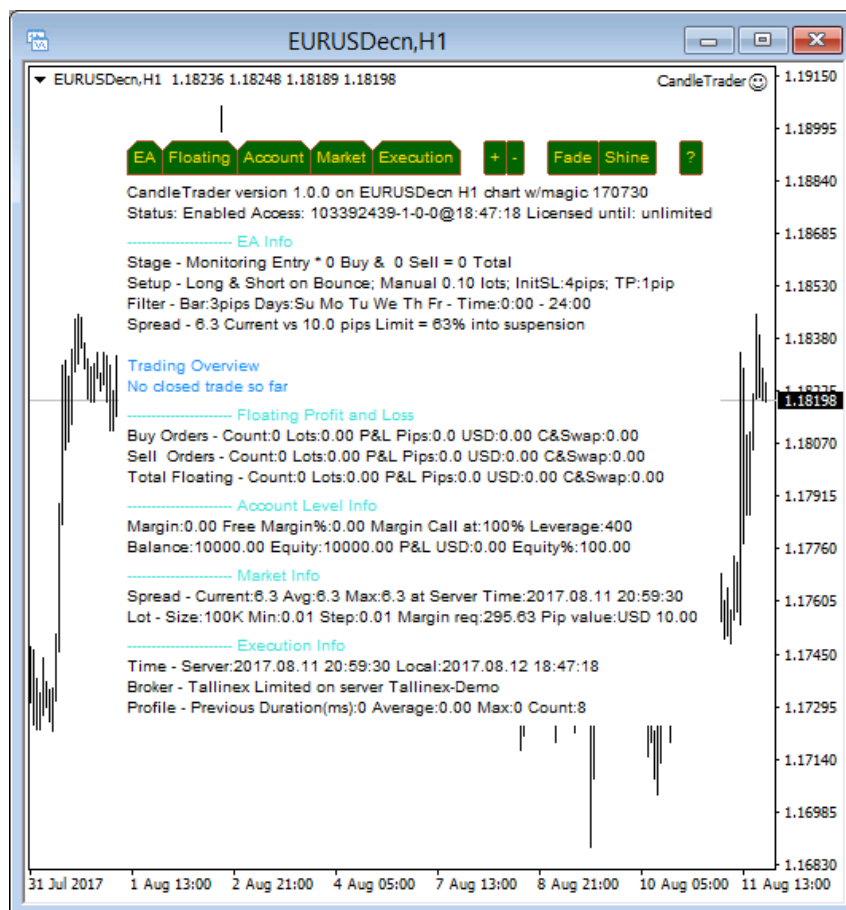 EURUSDecn,H1
EURUSDecn,H1 1.18236 1.18248 1.18189 1.18198
CandleTrader
1.19150
1.18995
EA Floating Account Market Execution + - Fade Shine ?
1.18840
CandleTrader version 1.0.0 on EURUSDecn H1 chart w/magic 170730
Status: Enabled Access: 103392439-1-0-0@18:47:18 Licensed until: unlimited
1.18685
---------------------- EA Info
Stage - Monitoring Entry * 0 Buy & 0 Sell = 0 Total
Setup - Long & Short on Bounce; Manual 0.10 lots; InitSL:4pips; TP:1pip
1.18530
Filter - Bar:3pips Days:Su Mo Tu We Th Fr - Time:0:00 - 24:00
Spread - 6.3 Current vs 10.0 pips Limit = 63% into suspension
1.18380
Trading Overview
No closed trade so far
1.18198
---------------------- Floating Profit and Loss
Buy Orders - Count:0 Lots:0.00 P&L Pips:0.0 USD:0.00 C&Swap:0.00
1.18070
Sell Orders - Count:0 Lots:0.00 P&L Pips:0.0 USD:0.00 C&Swap:0.00
Total Floating - Count:0 Lots:0.00 P&L Pips:0.0 USD:0.00 C&Swap:0.00
1.17915
---------------------- Account Level Info
Margin:0.00 Free Margin%:0.00 Margin Call at:100% Leverage:400
Balance:10000.00 Equity:10000.00 P&L USD:0.00 Equity%:100.00
1.17760
---------------------- Market Info
Spread - Current:6.3 Avg:6.3 Max:6.3 at Server Time:2017.08.11 20:59:30
1.17605
Lot - Size:100K Min:0.01 Step:0.01 Margin req:295.63 Pip value:USD 10.00
---------------------- Execution Info
1.17450
Time - Server:2017.08.11 20:59:30 Local:2017.08.12 18:47:18
Broker - Tallinex Limited on server Tallinex-Demo
Profile - Previous Duration(ms):0 Average:0.00 Max:0 Count:8
1.17295
1.17140
1.16985
1.16830
31 Jul 2017 1 Aug 13:00 2 Aug 21:00 4 Aug 05:00 7 Aug 13:00 8 Aug 21:00 10 Aug 05:00 11 Aug 13:00